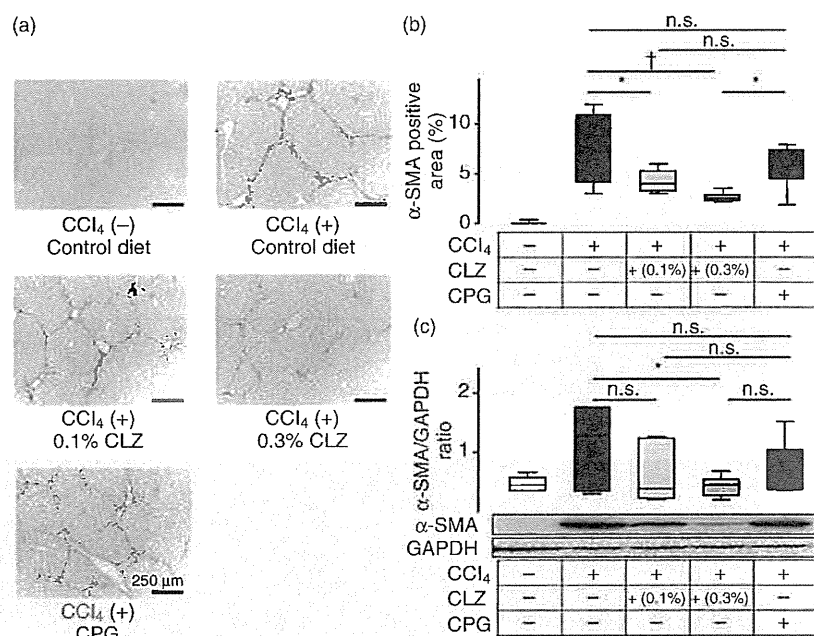 (a)
CCl₄ (−)
Control diet
CCl₄ (+)
Control diet
CCl₄ (+)
0.1% CLZ
CCl₄ (+)
0.3% CLZ
250 µm
CCl₄ (+)
CPG
(b)
n.s.
n.s.
†
* *
α-SMA positive
area (%)
10
5
0
CCl₄ − + + + +
CLZ − − + (0.1%) + (0.3%) −
CPG − − − − +
(c)
n.s.
n.s.
*
n.s. n.s.
α-SMA/GAPDH
ratio
2
1
α-SMA
GAPDH
CCl₄ − + + + +
CLZ − − + (0.1%) + (0.3%) −
CPG − − − − +